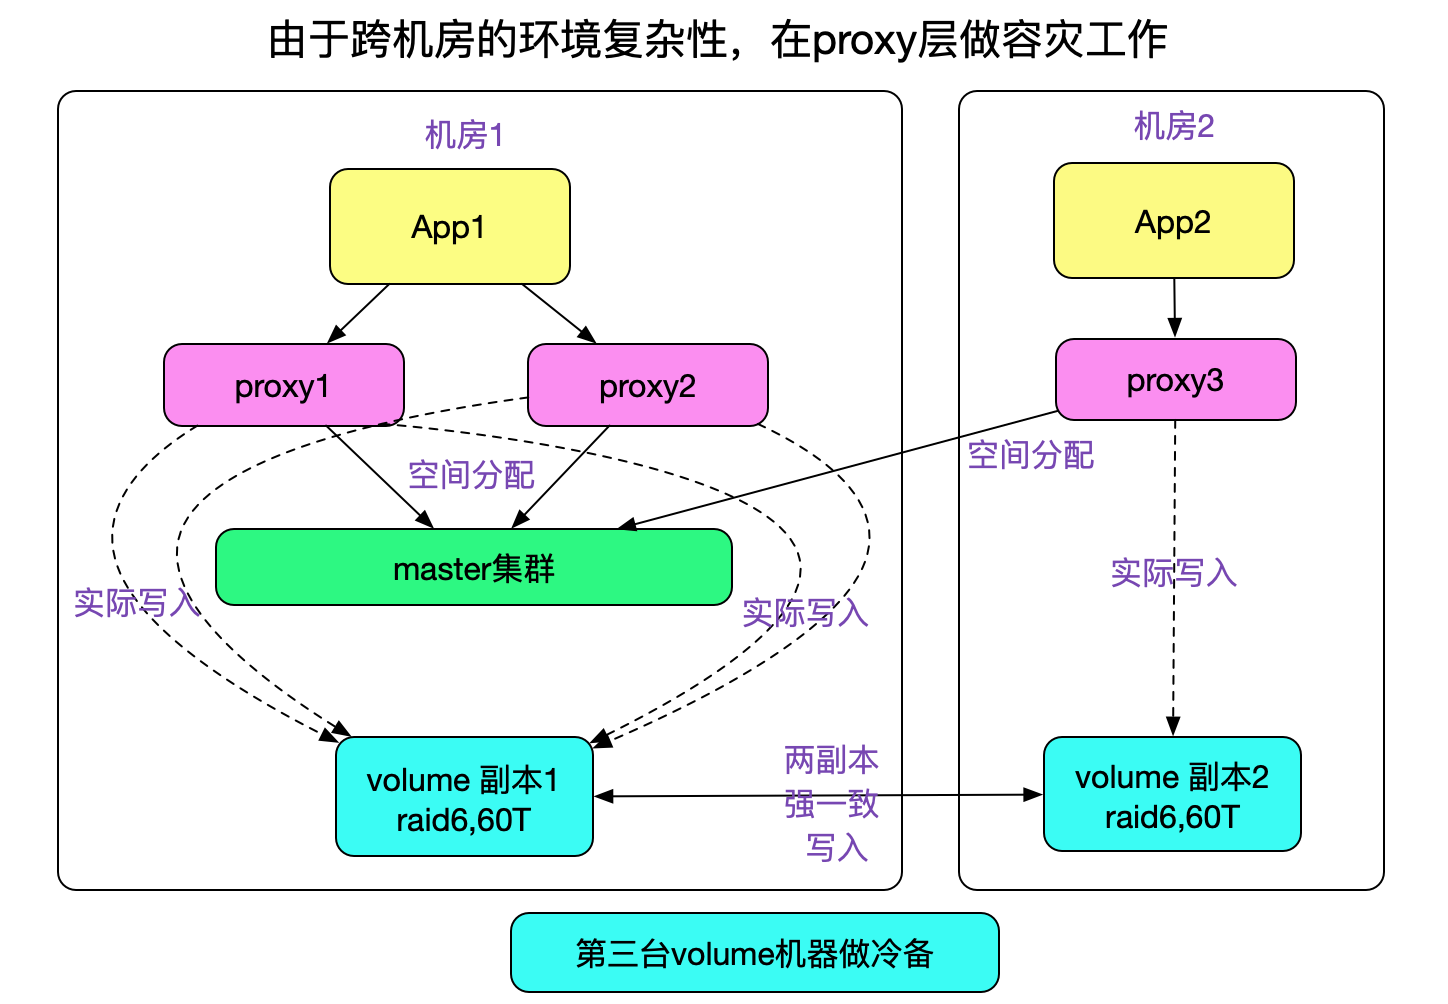 由于跨机房的环境复杂性，在proxy层做容灾工作
机房1
机房2
App1
App2
proxy1
proxy2
proxy3
空间分配
空间分配
master集群
实际写入
实际写入
实际写入
volume 副本1
raid6,60T
两副本
强一致
写入
volume 副本2
raid6,60T
第三台volume机器做冷备